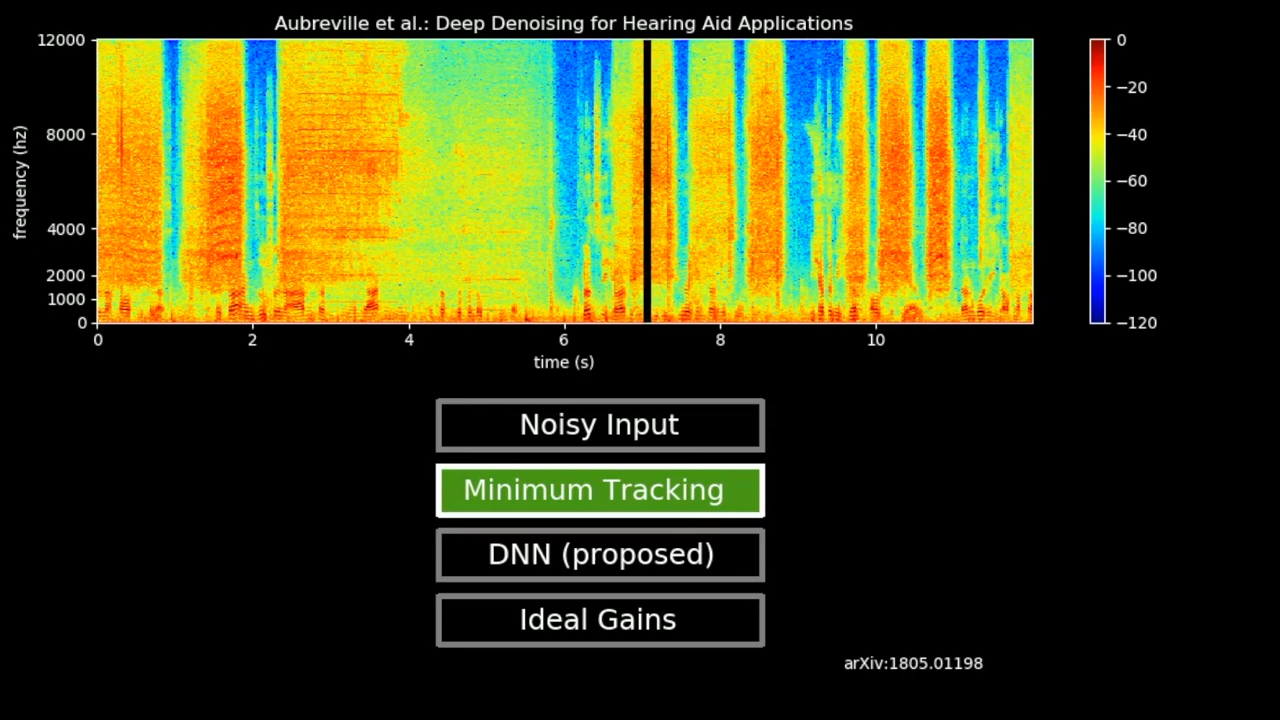 Aubreville et al.: Deep Denoising for Hearing Aid Applications
12000
8000
4000
2000
1000
0
frequency (hz)
0 2 4 6 8 10
time (s)
0
−20
−40
−60
−80
−100
−120
Noisy Input
Minimum Tracking
DNN (proposed)
Ideal Gains
arXiv:1805.01198